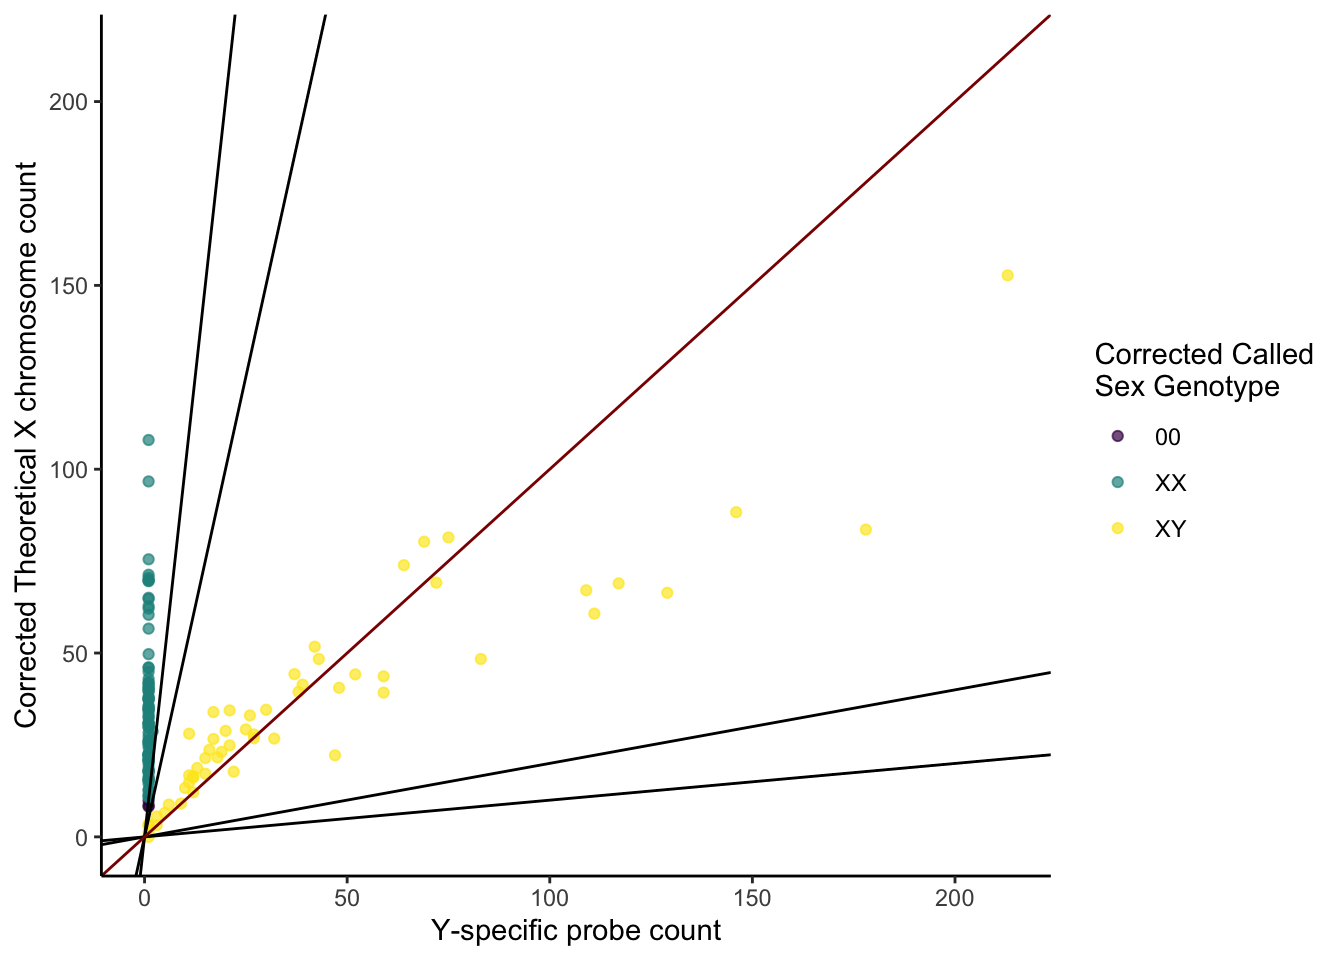 Corrected Theoretical X chromosome count
200
150
100
50
0
0 50 100 150 200
Y-specific probe count
Corrected Called
Sex Genotype
00
XX
XY